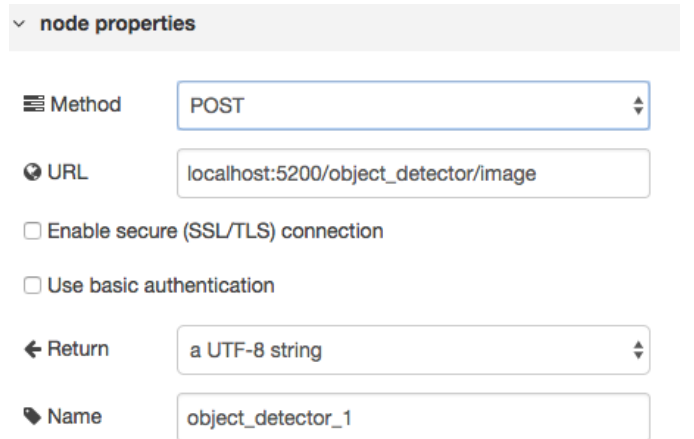 node properties
Method POST
URL localhost:5200/object_detector/image
Enable secure (SSL/TLS) connection
Use basic authentication
Return a UTF-8 string
Name object_detector_1